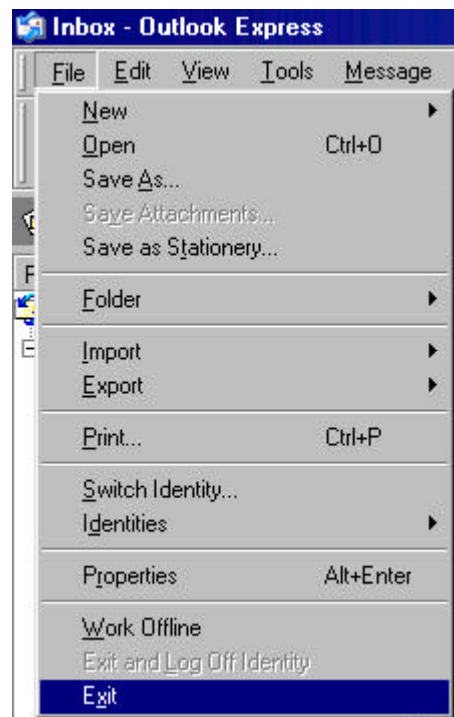 Inbox - Outlook Express
File Edit View Tools Message
New
Open Ctrl+O
Save As...
Save Attachments...
Save as Stationery...
Folder
Import
Export
Print... Ctrl+P
Switch Identity...
Identities
Properties Alt+Enter
Work Offline
Exit and Log Off Identity
Exit